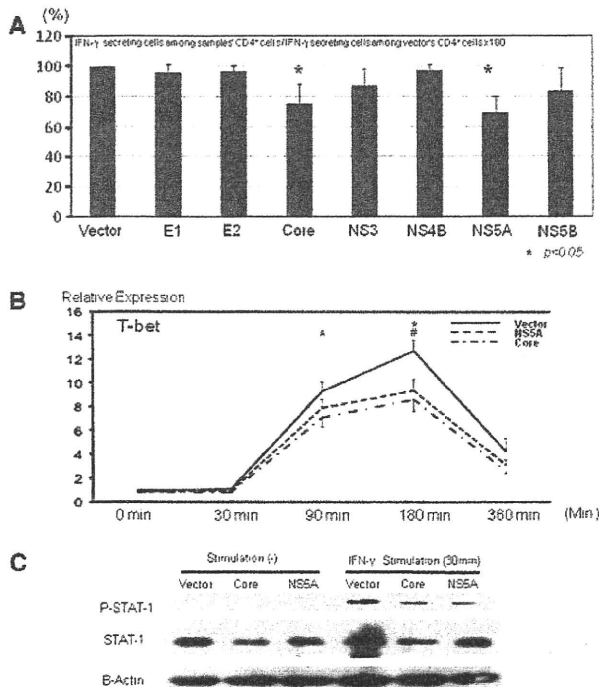 A
(%)
IFN-γ secreting cells among samples' CD4⁺ cells/IFN-γ secreting cells among vector's CD4⁺ cells x100
120
100
80
60
40
20
0
* *
Vector E1 E2 Core NS3 NS4B NS5A NS5B
* p<0.05
B
Relative Expression
T-bet
16
14
12
10
8
6
4
2
0
*
*
#
Vector
NS5A
Core
0 min 30 min 90 min 180 min 360 min (Min)
C
Stimulation (-) IFN-γ Stimulation (30min)
Vector Core NS5A Vector Core NS5A
P-STAT-1
STAT-1
B-Actin